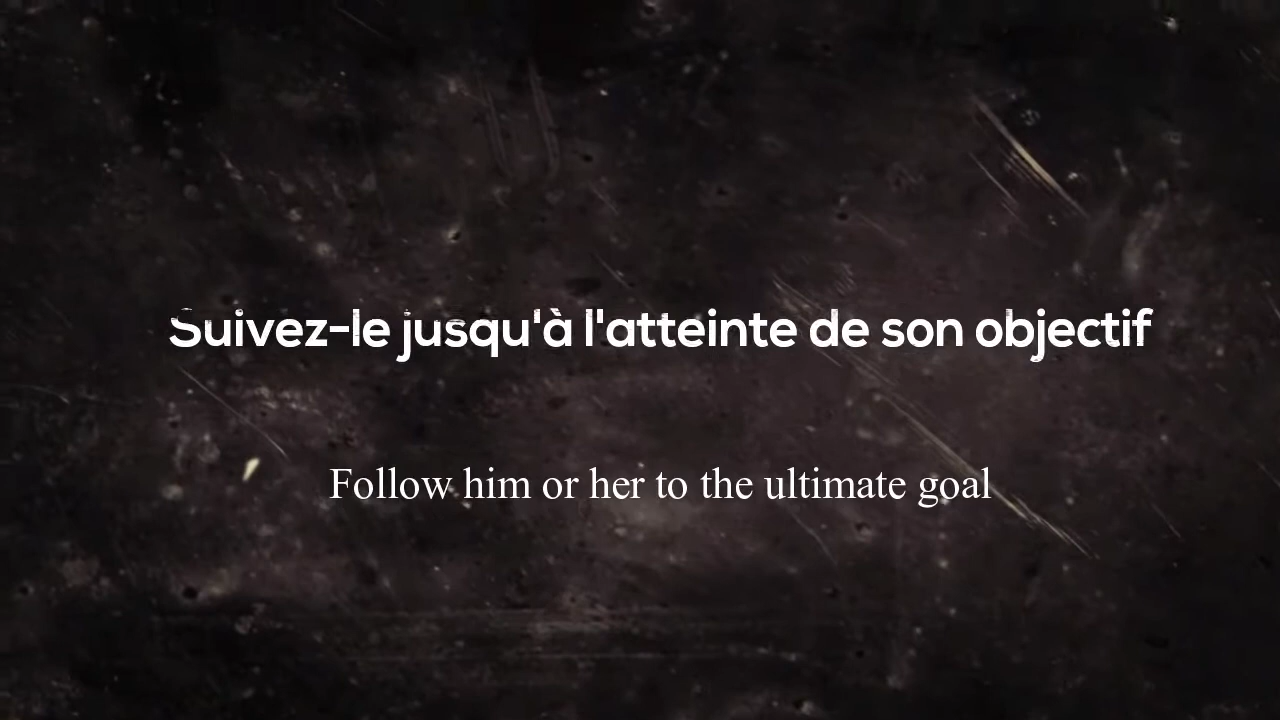 Suivez-le jusqu'à l'atteinte de son objectif
Follow him or her to the ultimate goal